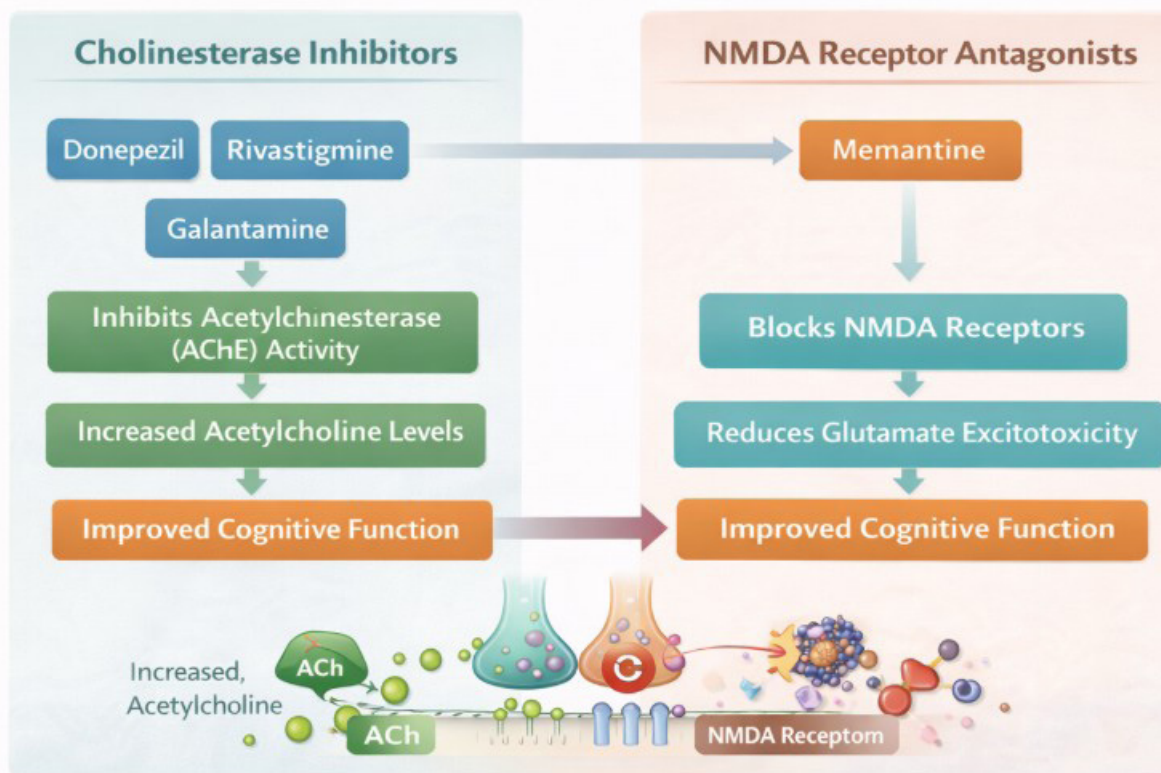 Cholinesterase Inhibitors
Donepezil
Rivastigmine
Galantamine
Inhibits Acetylchinesterase
(AChE) Activity
Increased Acetylcholine Levels
Improved Cognitive Function
NMDA Receptor Antagonists
Memantine
Blocks NMDA Receptors
Reduces Glutamate Excitotoxicity
Improved Cognitive Function
Increased,
Acetylcholine
ACh
ACh
NMDA Receptom